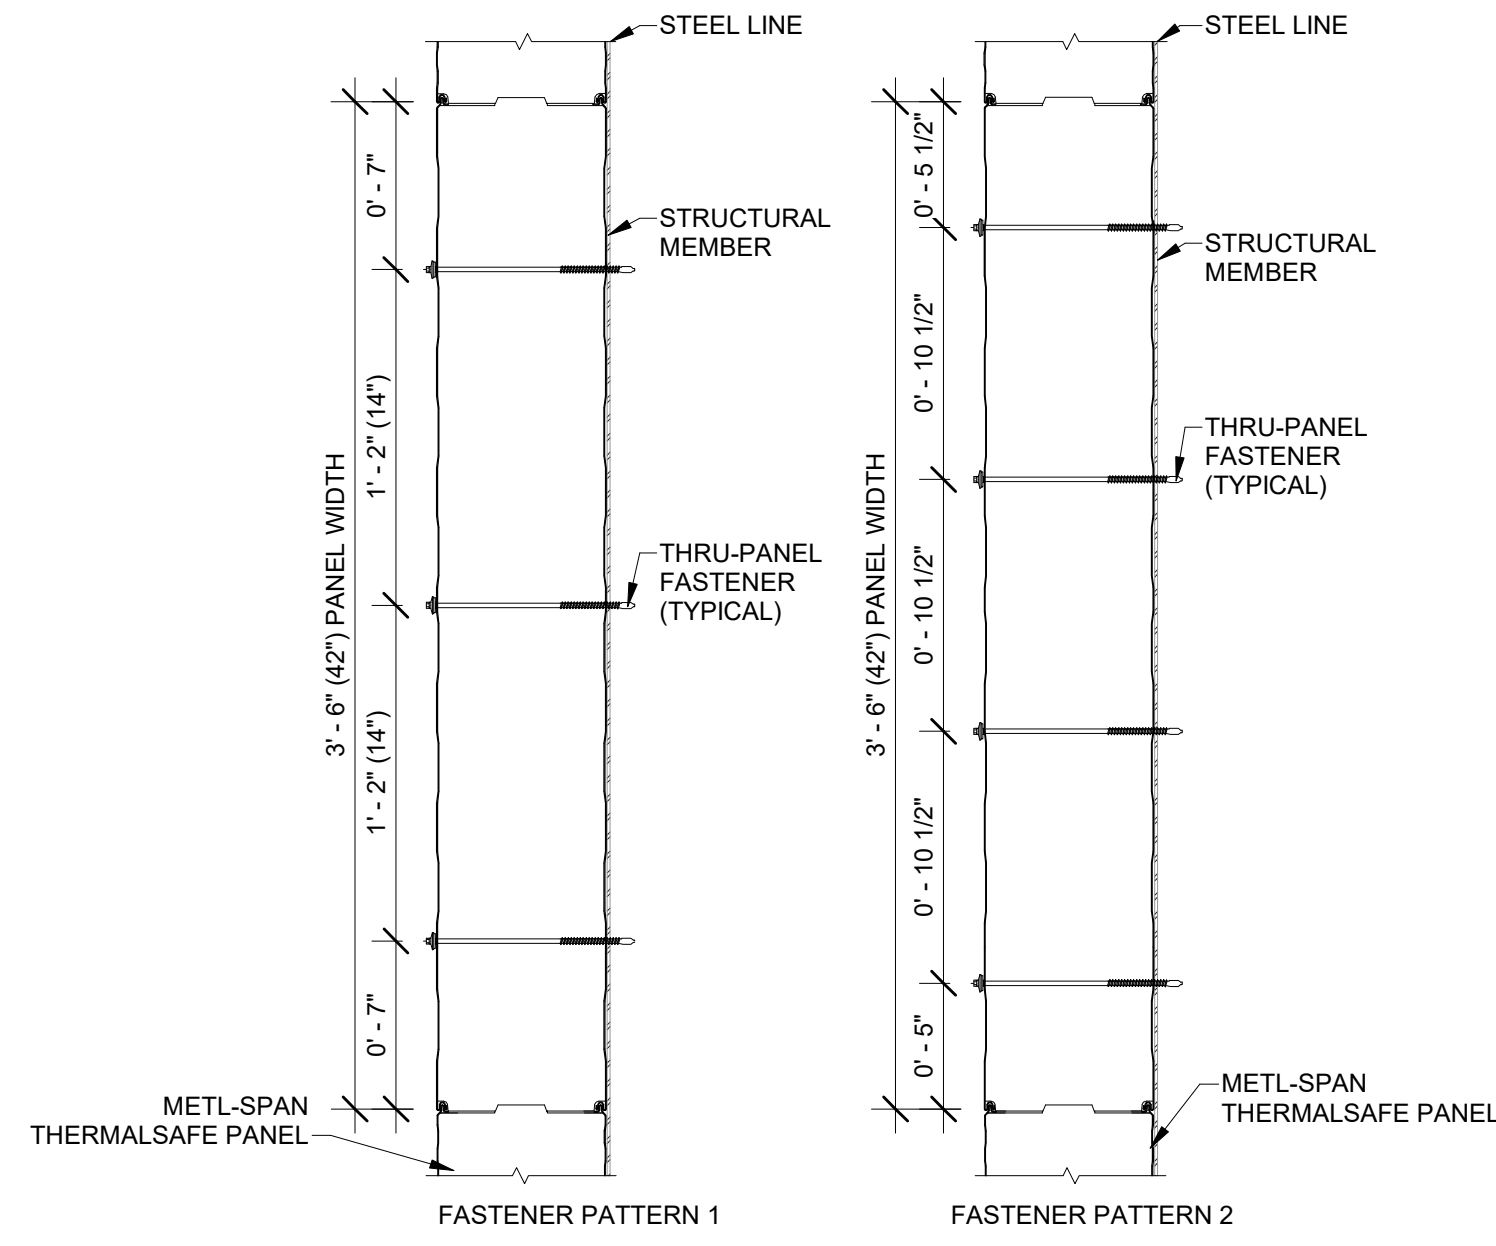 STEEL LINE
0' - 7"
STRUCTURAL
MEMBER
1' - 2" (14")
3' - 6" (42") PANEL WIDTH
THRU-PANEL
FASTENER
(TYPICAL)
1' - 2" (14")
0' - 7"
METL-SPAN
THERMALSAFE PANEL
FASTENER PATTERN 1
STEEL LINE
0' - 5 1/2"
STRUCTURAL
MEMBER
0' - 10 1/2"
THRU-PANEL
FASTENER
(TYPICAL)
3' - 6" (42") PANEL WIDTH
0' - 10 1/2"
0' - 10 1/2"
0' - 5"
METL-SPAN
THERMALSAFE PANEL
FASTENER PATTERN 2